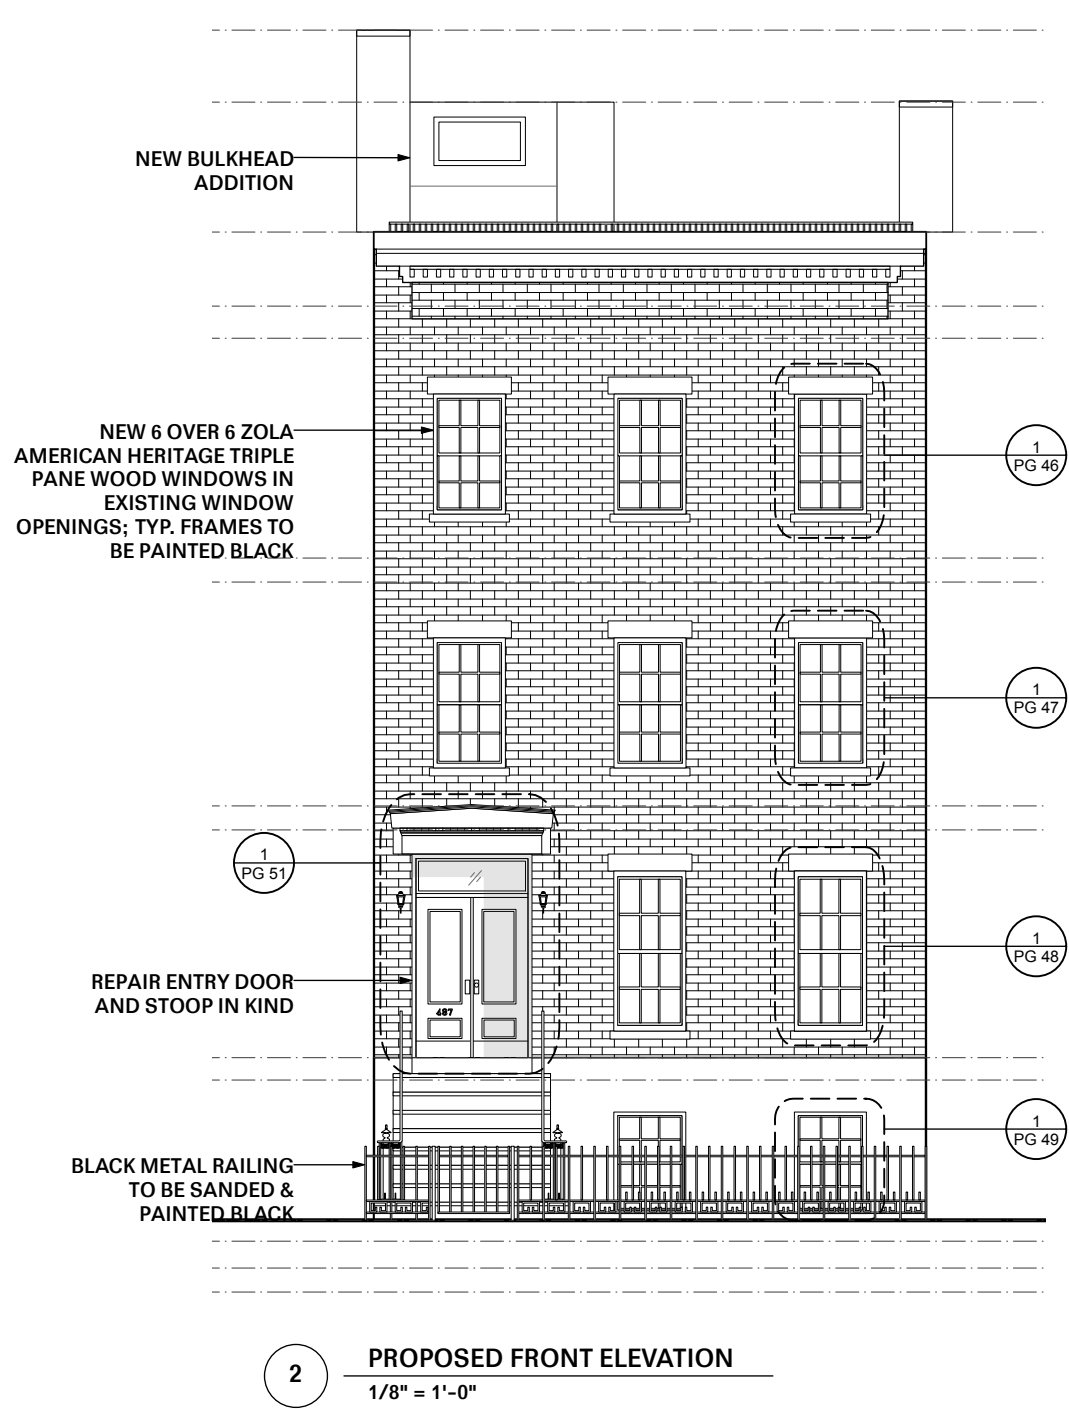 NEW BULKHEAD
ADDITION
NEW 6 OVER 6 ZOLA
AMERICAN HERITAGE TRIPLE
PANE WOOD WINDOWS IN
EXISTING WINDOW
OPENINGS; TYP. FRAMES TO
BE PAINTED BLACK
1
PG 46
1
PG 47
1
PG 51
1
PG 48
REPAIR ENTRY DOOR
AND STOOP IN KIND
487
1
PG 49
BLACK METAL RAILING
TO BE SANDED &
PAINTED BLACK
2
PROPOSED FRONT ELEVATION
1/8" = 1'-0"